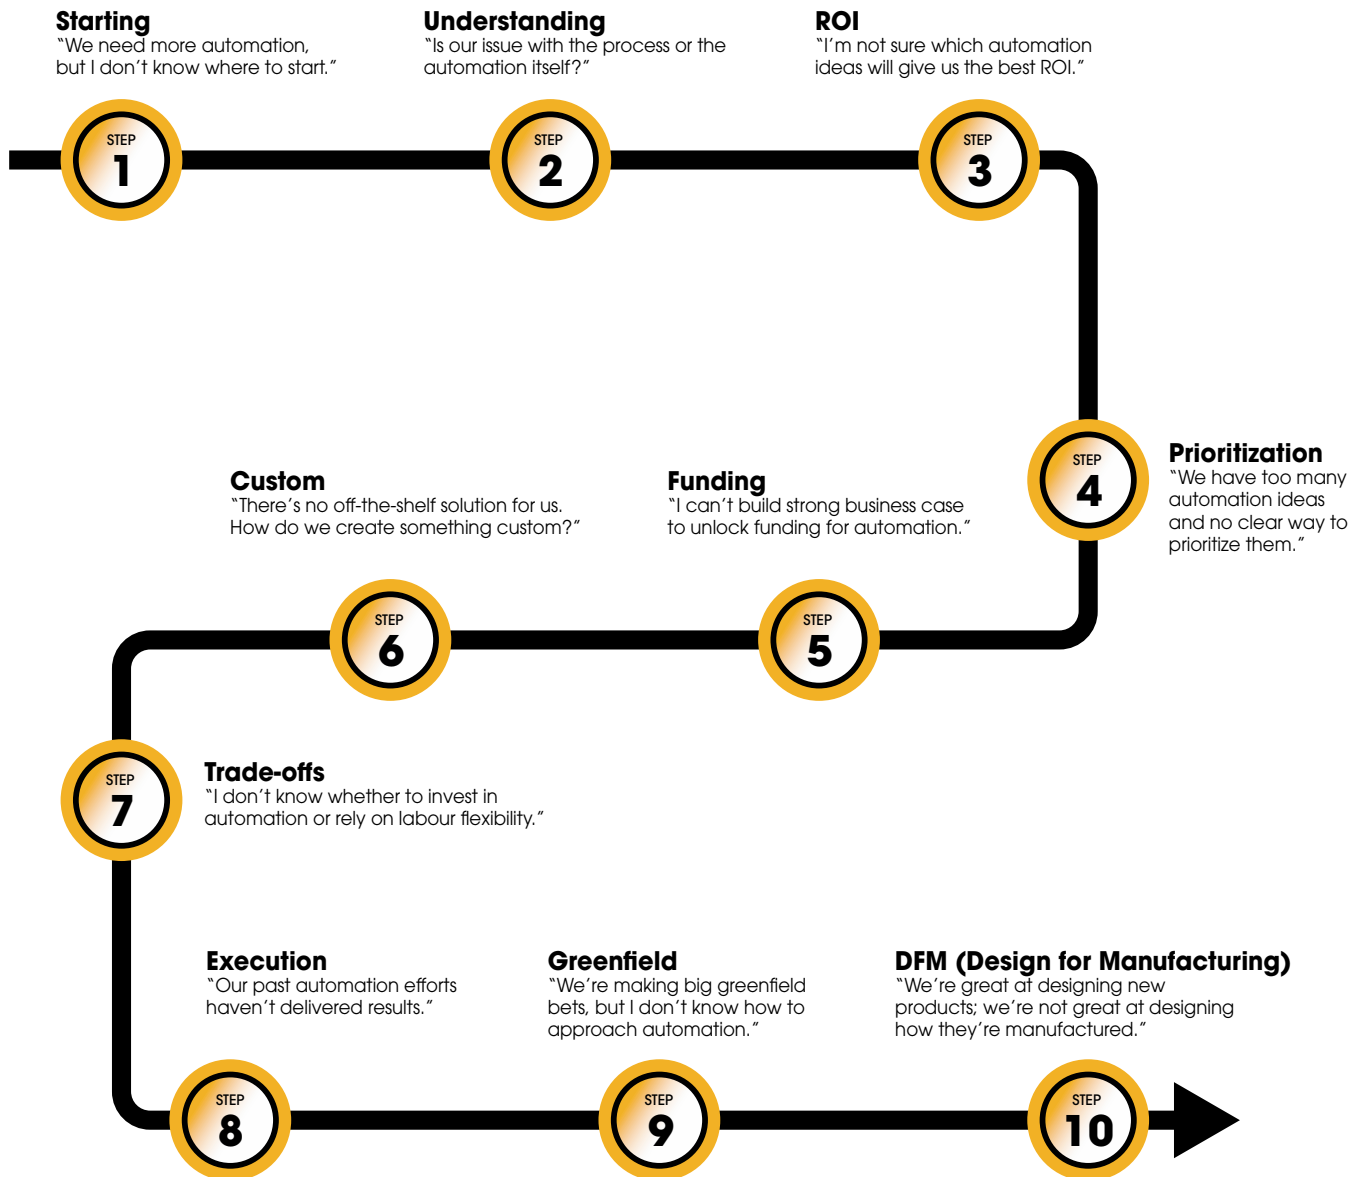 Starting
“We need more automation,
but I don’t know where to start.”
STEP
1
Understanding
“Is our issue with the process or the
automation itself?”
STEP
2
ROI
“I’m not sure which automation
ideas will give us the best ROI.”
STEP
3
Prioritization
“We have too many
automation ideas
and no clear way to
prioritize them.”
STEP
4
Funding
“I can’t build strong business case
to unlock funding for automation.”
STEP
5
Custom
“There’s no off-the-shelf solution for us.
How do we create something custom?”
STEP
6
Trade-offs
“I don’t know whether to invest in
automation or rely on labour flexibility.”
STEP
7
Execution
“Our past automation efforts
haven’t delivered results.”
STEP
8
Greenfield
“We’re making big greenfield
bets, but I don’t know how to
approach automation.”
STEP
9
DFM (Design for Manufacturing)
“We’re great at designing new
products; we’re not great at designing
how they’re manufactured.”
STEP
10